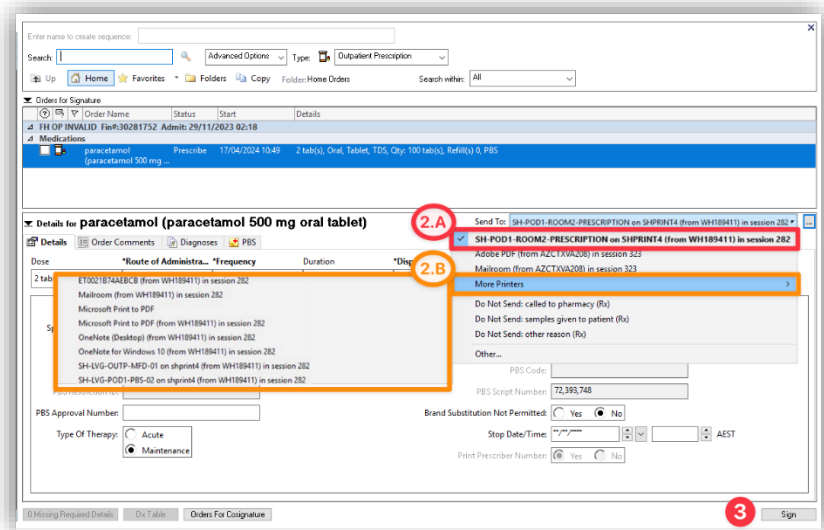 Enter name to create sequence:
Search: Advanced Options Type: Outpatient Prescription
Up Home Favorites Folders Copy Folder: Home Orders Search within: All
Orders for Signature
Order Name Status Start Details
FH OP INVALID Fin#:30281752 Admit: 29/11/2023 02:18
Medications
paracetamol Prescribe 17/04/2024 10:49 2 tab(s), Oral, Tablet, TDS, Qty: 100 tab(s), Refill(s) 0, PBS
(paracetamol 500 mg ...
Details for paracetamol (paracetamol 500 mg oral tablet) 2.A Send To: SH-POD1-ROOM2-PRESCRIPTION on SHPRINT4 (from WH189411) in session 282 ...
SH-POD1-ROOM2-PRESCRIPTION on SHPRINT4 (from WH189411) in session 282
Details Order Comments Diagnoses PBS
Adobe PDF (from AZCTXVA208) in session 323
Dose *Route of Administra... *Frequency Duration *Disp 2.B Mailroom (from AZCTXVA208) in session 323
More Printers
2 tab
ET0021B74AEBCB (from WH189411) in session 282
Mailroom (from WH189411) in session 282
Microsoft Print to PDF
Microsoft Print to PDF (from WH189411) in session 282
OneNote (Desktop) (from WH189411) in session 282
OneNote for Windows 10 (from WH189411) in session 282
SH-LVG-OUTP-MFD-01 on shprint4 (from WH189411) in session 282
SH-LVG-POD1-PBS-02 on shprint4 (from WH189411) in session 282
Do Not Send: called to pharmacy (Rx)
Do Not Send: samples given to patient (Rx)
Do Not Send: other reason (Rx)
Other...
Sp
PBS Code:
PBS Script Number: 72,393,748
PBS Approval Number: Brand Substitution Not Permitted: Yes No
Type Of Therapy: Acute Stop Date/Time: **/**/**** AEST
Maintenance
Print Prescriber Number: Yes No
0 Missing Required Details Dx Table Orders For Cosignature 3 Sign